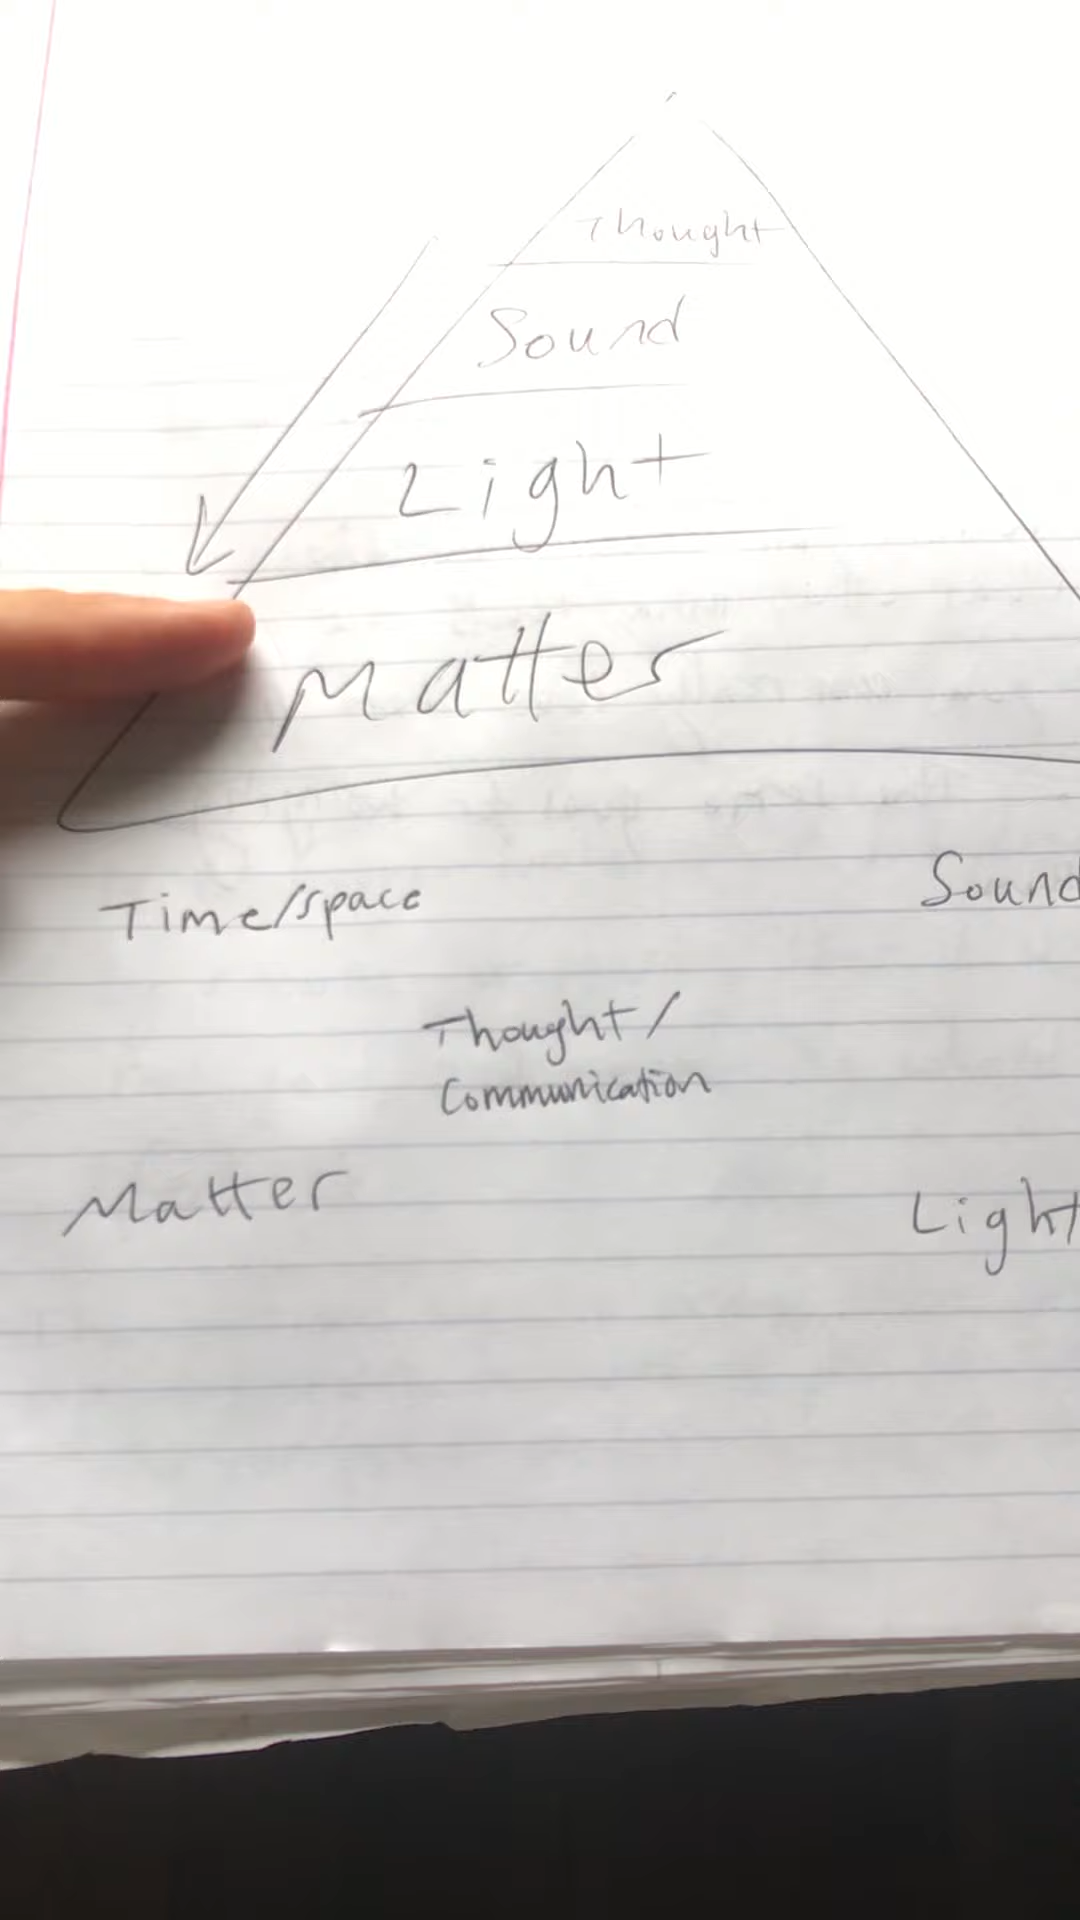 Thought
Sound
Light
Matter
Time/space
Sound
Thought/
Communication
Matter
Light